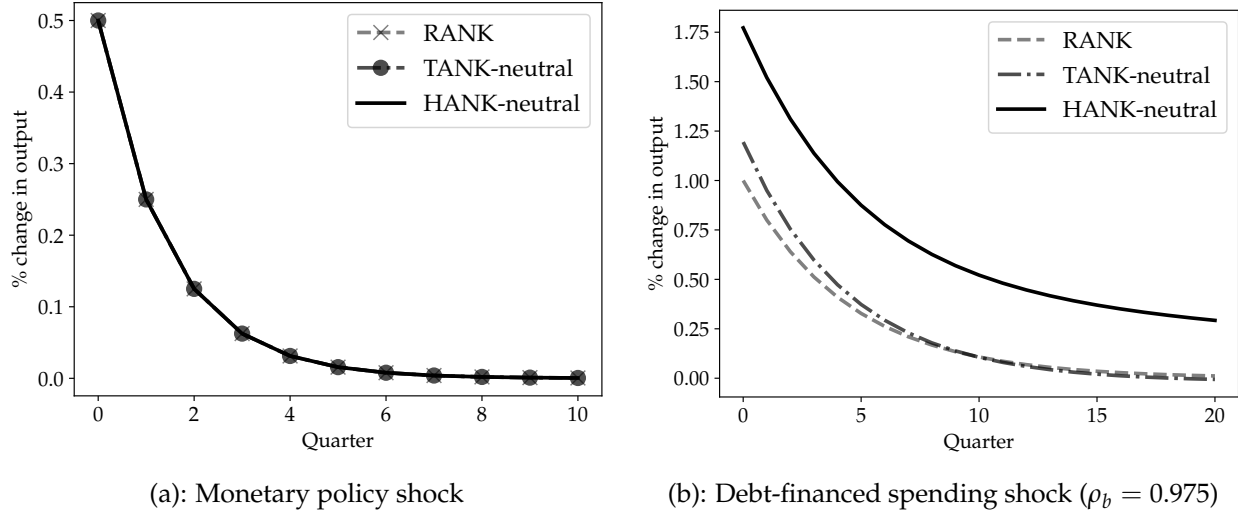 0.5
0.4
0.3
0.2
0.1
0.0
% change in output
0 2 4 6 8 10
Quarter
RANK
TANK-neutral
HANK-neutral
(a): Monetary policy shock
1.75
1.50
1.25
1.00
0.75
0.50
0.25
0.00
% change in output
0 5 10 15 20
Quarter
RANK
TANK-neutral
HANK-neutral
(b): Debt-financed spending shock (ρ_b = 0.975)